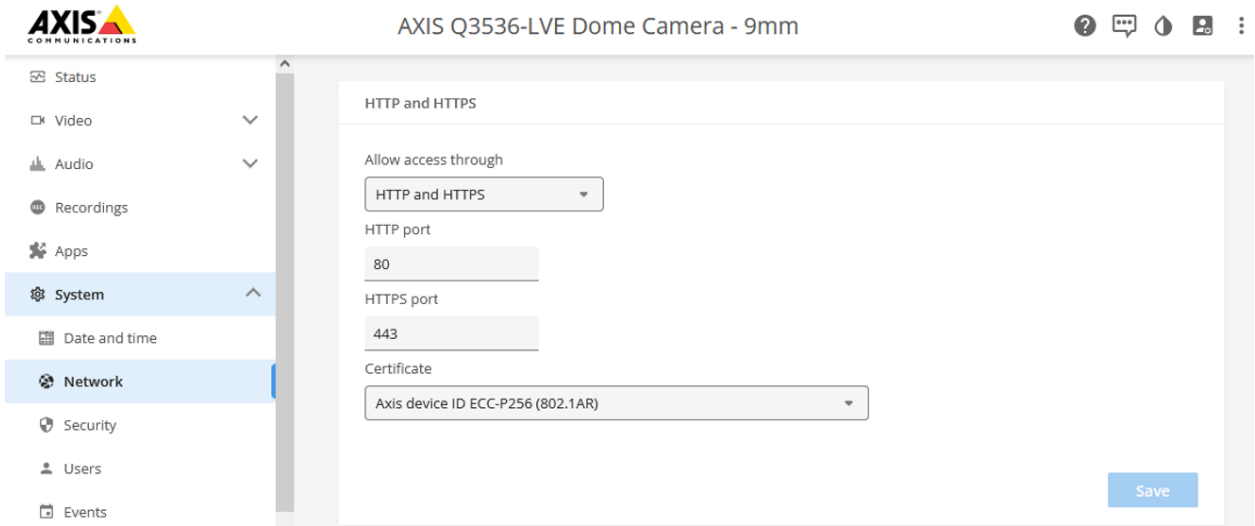 AXIS
COMMUNICATIONS
AXIS Q3536-LVE Dome Camera - 9mm
Status
Video
Audio
REC
Recordings
Apps
System
Date and time
Network
Security
Users
Events
HTTP and HTTPS
Allow access through
HTTP and HTTPS
HTTP port
80
HTTPS port
443
Certificate
Axis device ID ECC-P256 (802.1AR)
Save